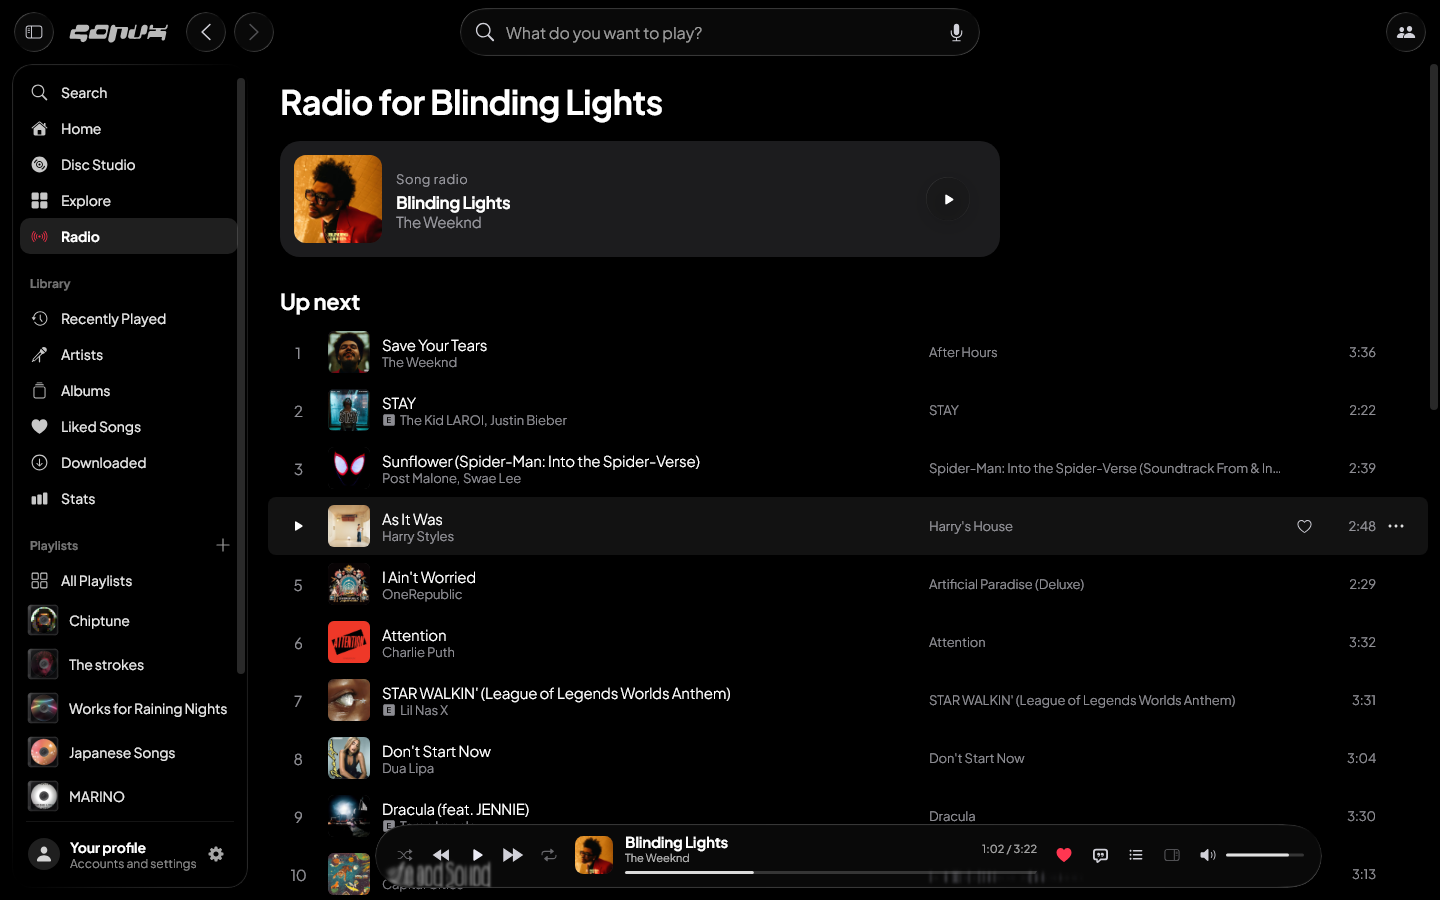 sonux
What do you want to play?
Search
Home
Disc Studio
Explore
Radio
Library
Recently Played
Artists
Albums
Liked Songs
Downloaded
Stats
Playlists
All Playlists
Chiptune
The strokes
Works for Raining Nights
Japanese Songs
MARINO
Your profile
Accounts and settings
Radio for Blinding Lights
Song radio
Blinding Lights
The Weeknd
Up next
1 Save Your Tears After Hours 3:36
The Weeknd
2 STAY STAY 2:22
E The Kid LAROI, Justin Bieber
3 Sunflower (Spider-Man: Into the Spider-Verse) Spider-Man: Into the Spider-Verse (Soundtrack From & In... 2:39
Post Malone, Swae Lee
As It Was Harry's House 2:48
Harry Styles
5 I Ain't Worried Artificial Paradise (Deluxe) 2:29
OneRepublic
ATTENTION
6 Attention Attention 3:32
Charlie Puth
7 STAR WALKIN' (League of Legends Worlds Anthem) STAR WALKIN' (League of Legends Worlds Anthem) 3:31
E Lil Nas X
8 Don't Start Now Don't Start Now 3:04
Dua Lipa
9 Dracula (feat. JENNIE) Dracula 3:30
E
10 3:13
Blinding Lights
The Weeknd
1:02 / 3:22